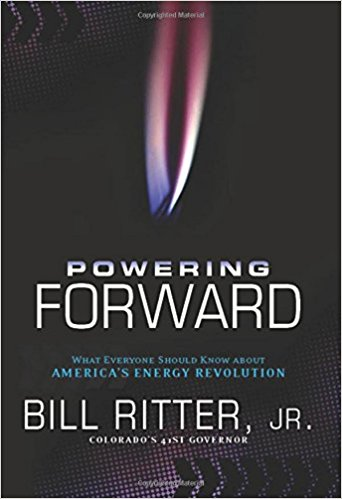 POWERING
FORWARD
WHAT EVERYONE SHOULD KNOW ABOUT
AMERICA'S ENERGY REVOLUTION
BILL RITTER, JR.
COLORADO'S 41ST GOVERNOR